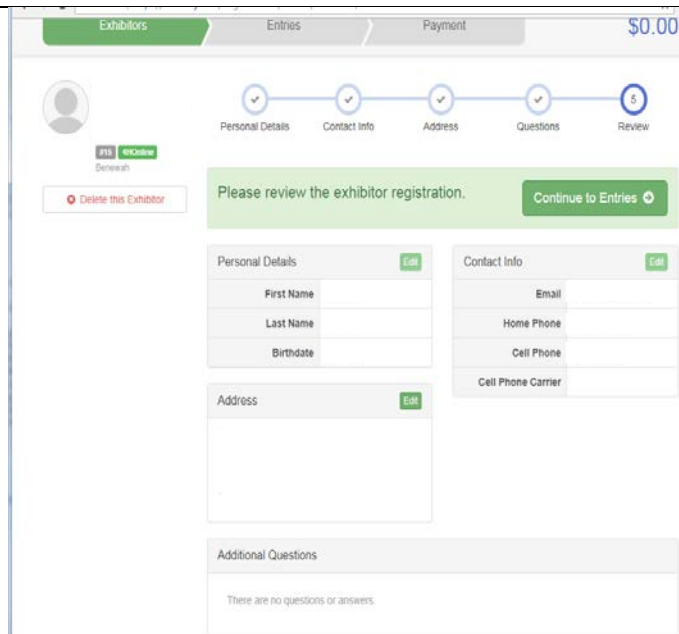 Exhibitors
Entries
Payment
$0.00
5
Personal Details
Contact Info
Address
Questions
Review
#15
4HOnline
Benewah
Delete this Exhibitor
Please review the exhibitor registration.
Continue to Entries
Personal Details
Edit
First Name
Last Name
Birthdate
Contact Info
Edit
Email
Home Phone
Cell Phone
Cell Phone Carrier
Address
Edit
Additional Questions
There are no questions or answers.